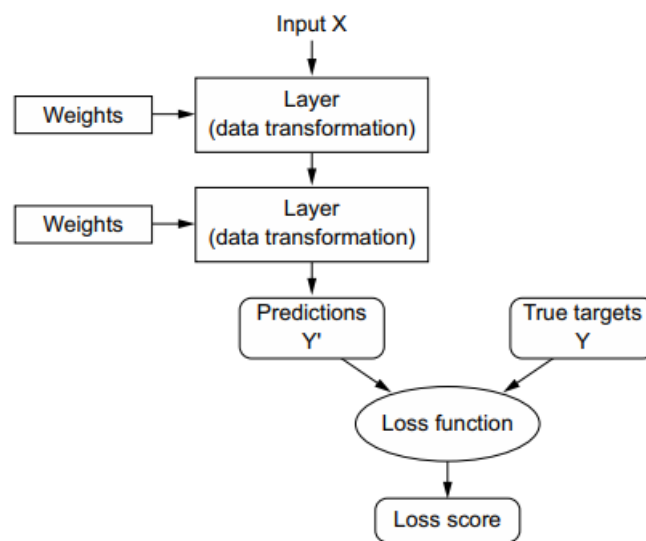 Input X
Layer
(data transformation)
Weights
Layer
(data transformation)
Weights
Predictions
Y'
True targets
Y
Loss function
Loss score